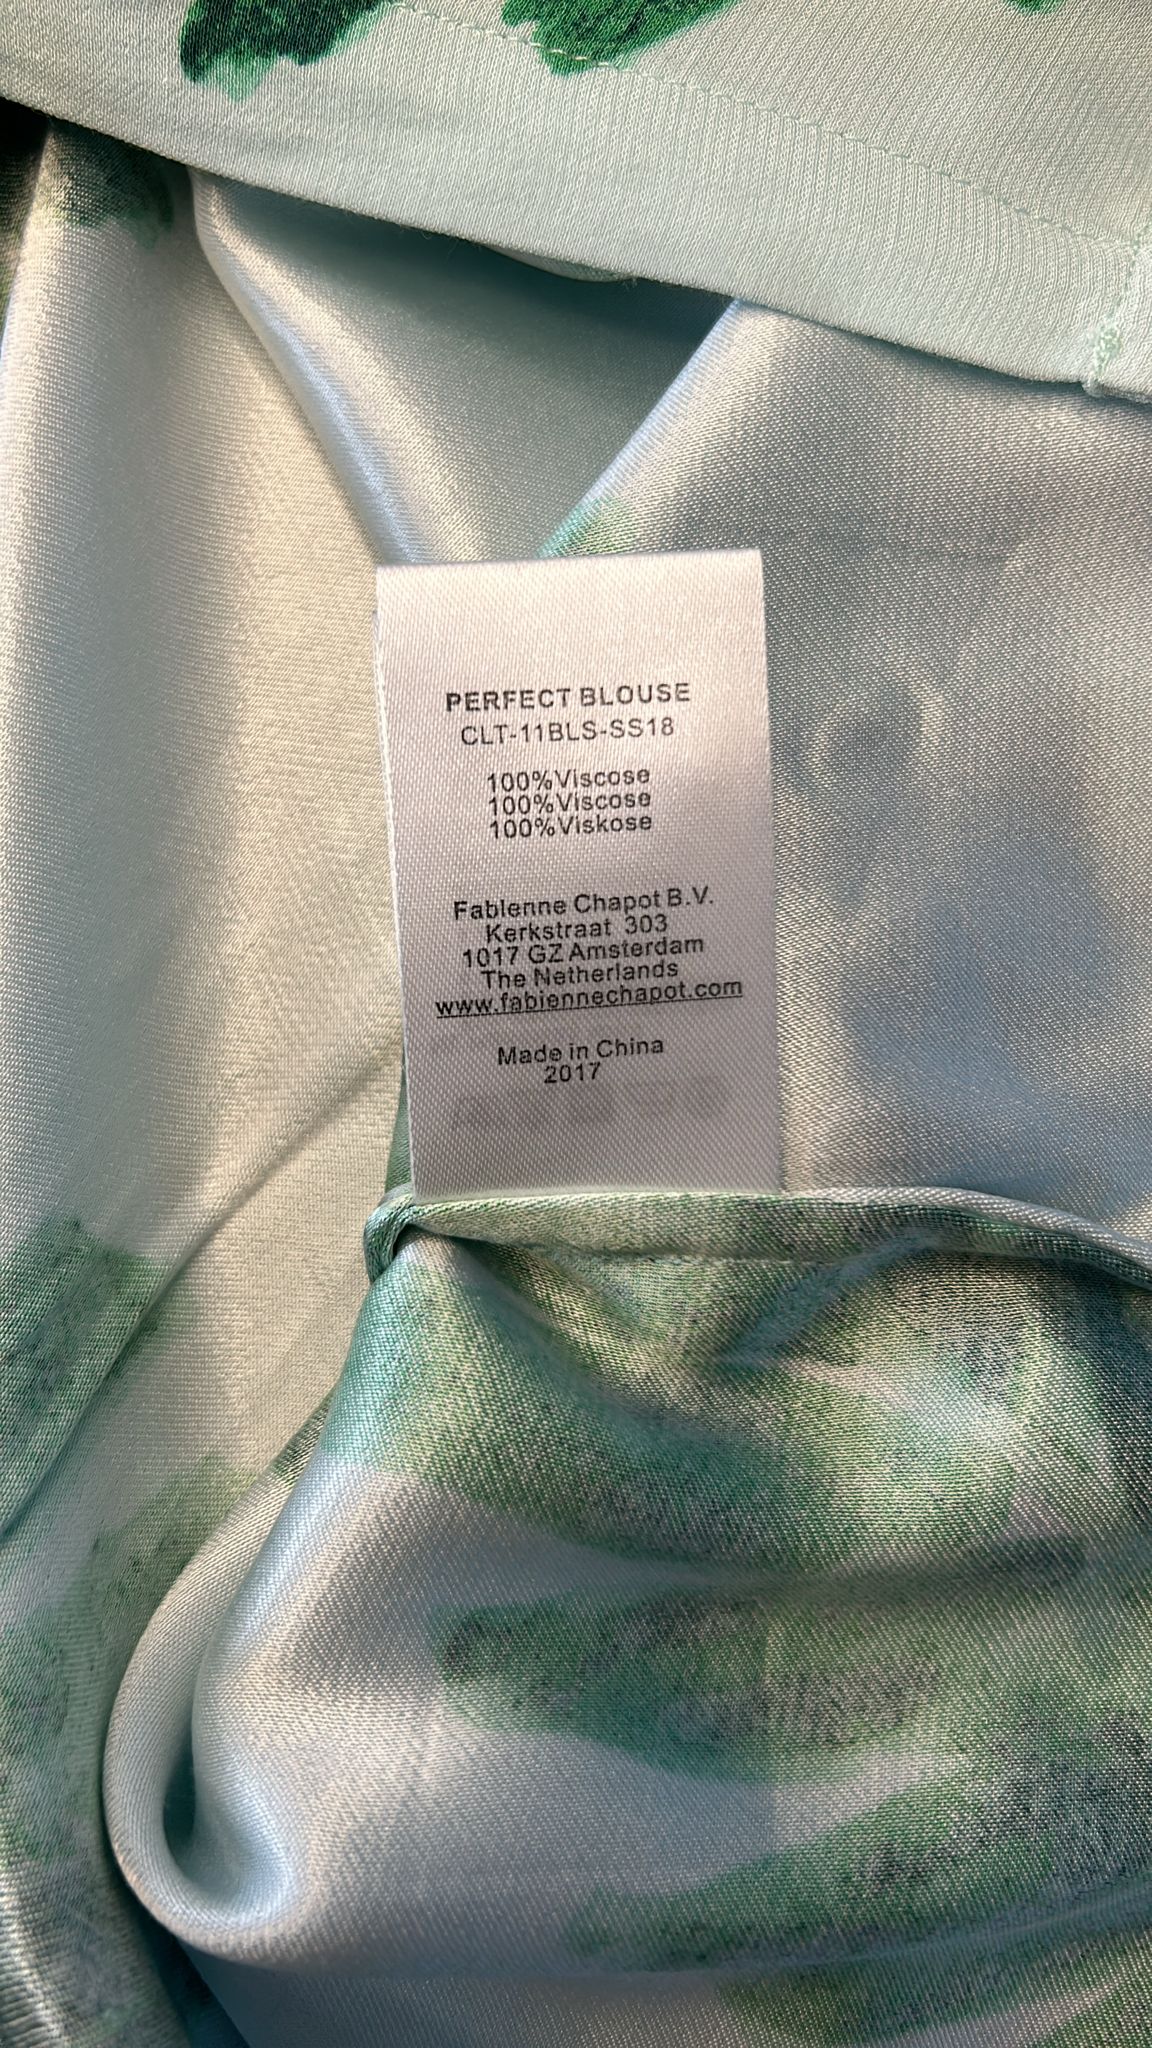 PERFECT BLOUSE
CLT-11BLS-SS18
100%Viscose
100%Viscose
100%Viskose
Fabienne Chapot B.V.
Kerkstraat 303
1017 GZ Amsterdam
The Netherlands
www.fabiennechapot.com
Made in China
2017